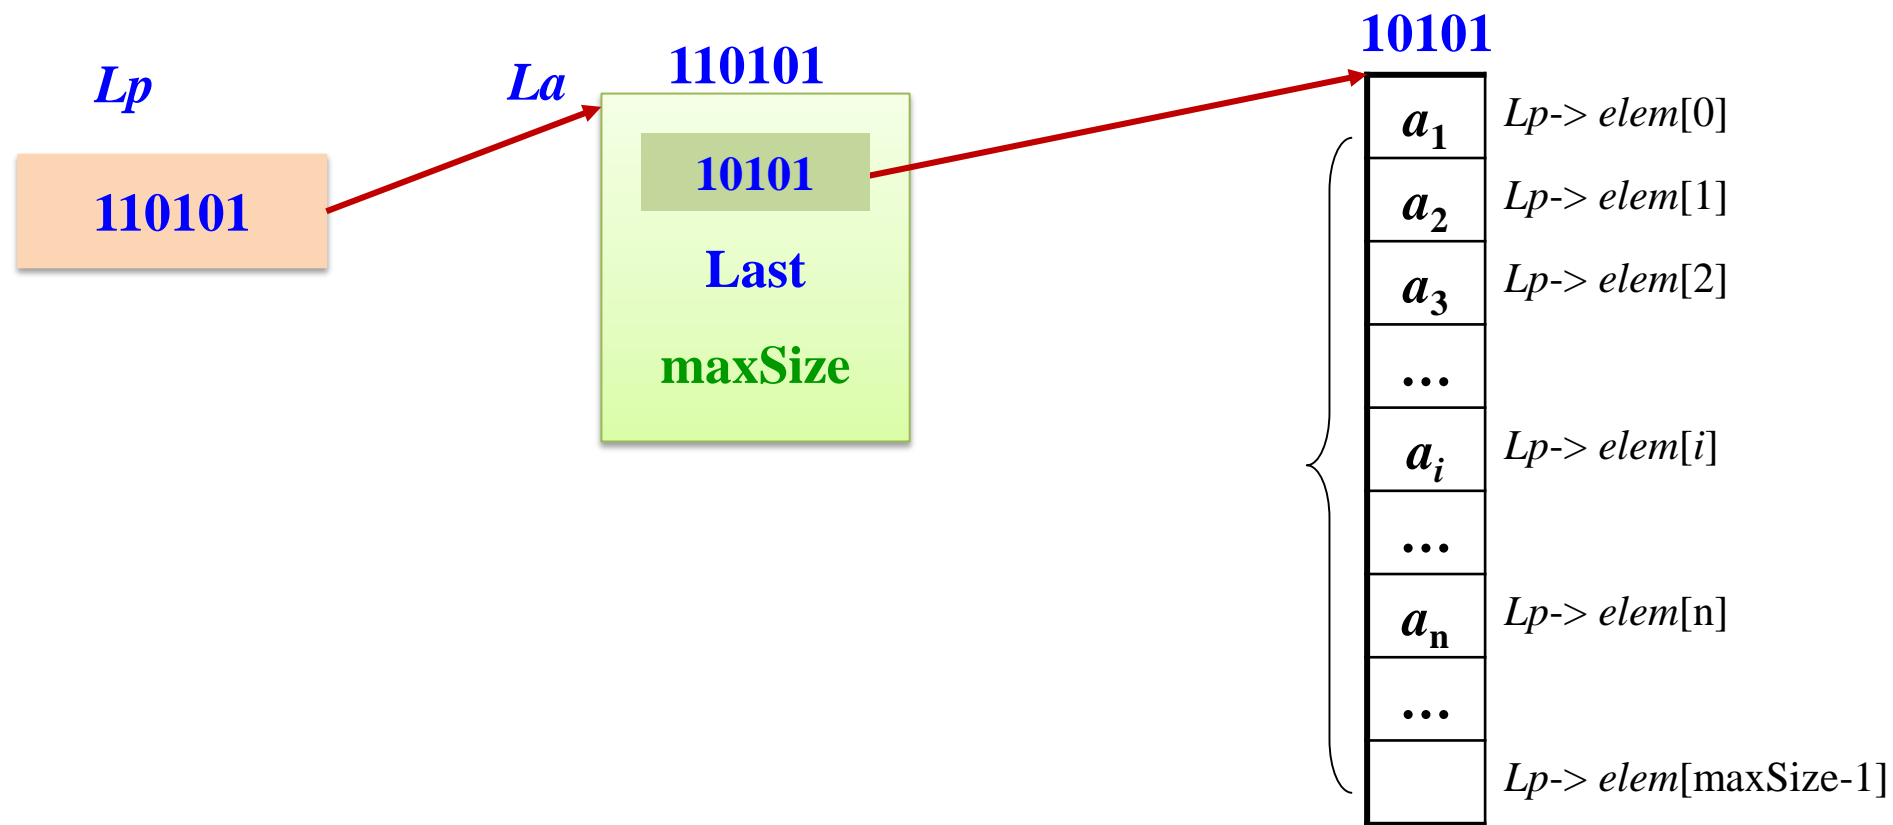 Lp
110101
La
110101
10101
Last
maxSize
10101
a₁ Lp-> elem[0]
a₂ Lp-> elem[1]
a₃ Lp-> elem[2]
…
aᵢ Lp-> elem[i]
…
aₙ Lp-> elem[n]
…
Lp-> elem[maxSize-1]